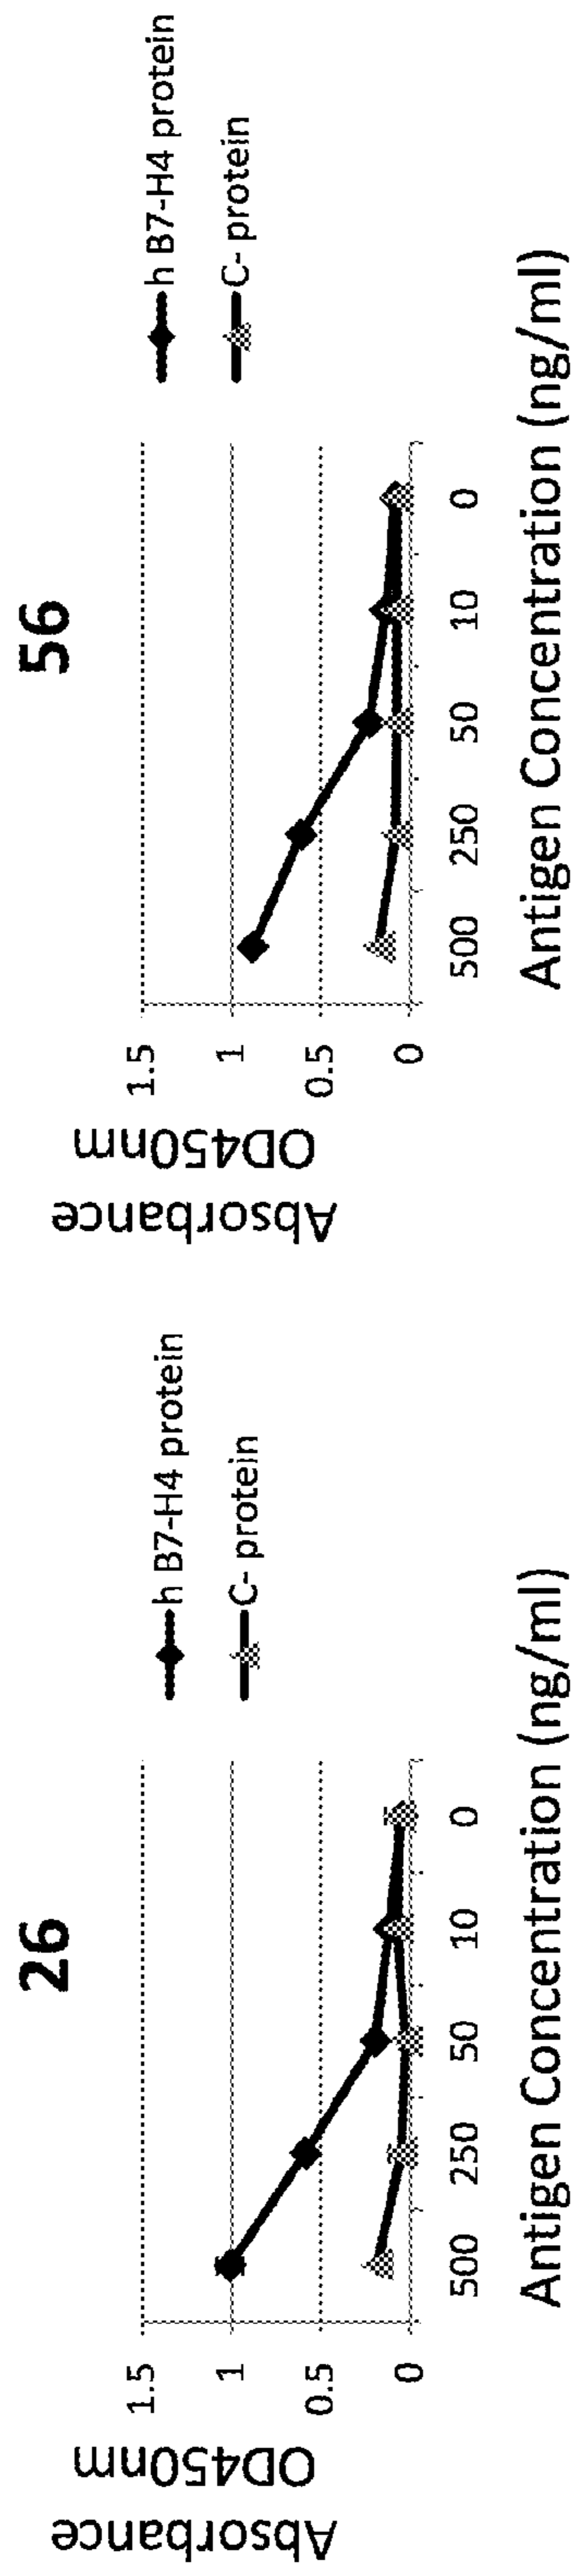 26
Absorbance
OD450nm
1.5
1
0.5
0
500
250
50
10
0
Antigen Concentration (ng/ml)
h B7-H4 protein
C- protein
56
Absorbance
OD450nm
1.5
1
0.5
0
500
250
50
10
0
Antigen Concentration (ng/ml)
h B7-H4 protein
C- protein